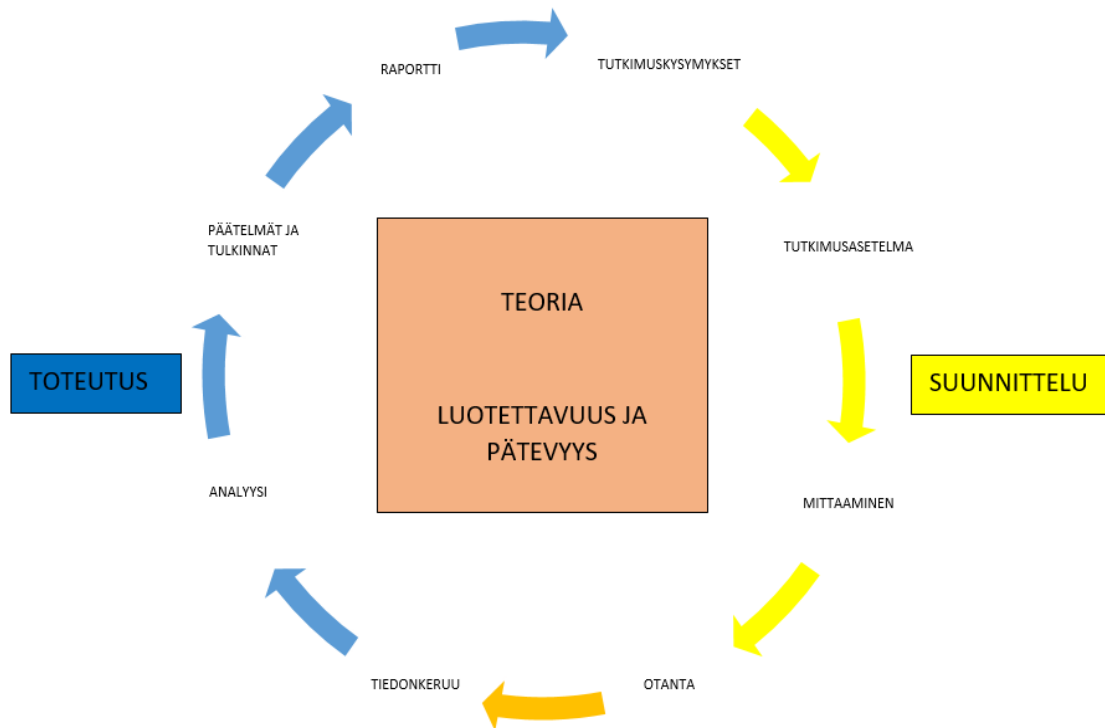 RAPORTTI
TUTKIMUSKYSYMYKSET
PÄÄTELMÄT JA
TULKINNAT
TUTKIMUSASETELMA
TEORIA
TOTEUTUS
SUUNNITTELU
LUOTETTAVUUS JA
PÄTEVYYS
ANALYYSI
MITTAAMINEN
TIEDONKERUU
OTANTA